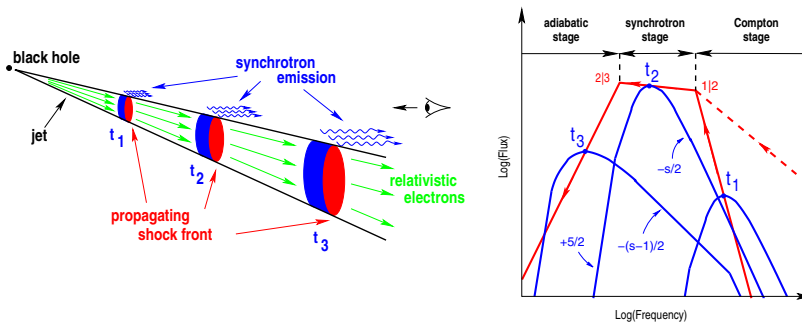 black hole
jet
synchrotron
emission
t1
t2
t3
relativistic
electrons
propagating
shock front
adiabatic
stage
synchrotron
stage
Compton
stage
2|3
t2
1|2
t3
t1
−s/2
+5/2
−(s−1)/2
Log(Flux)
Log(Frequency)